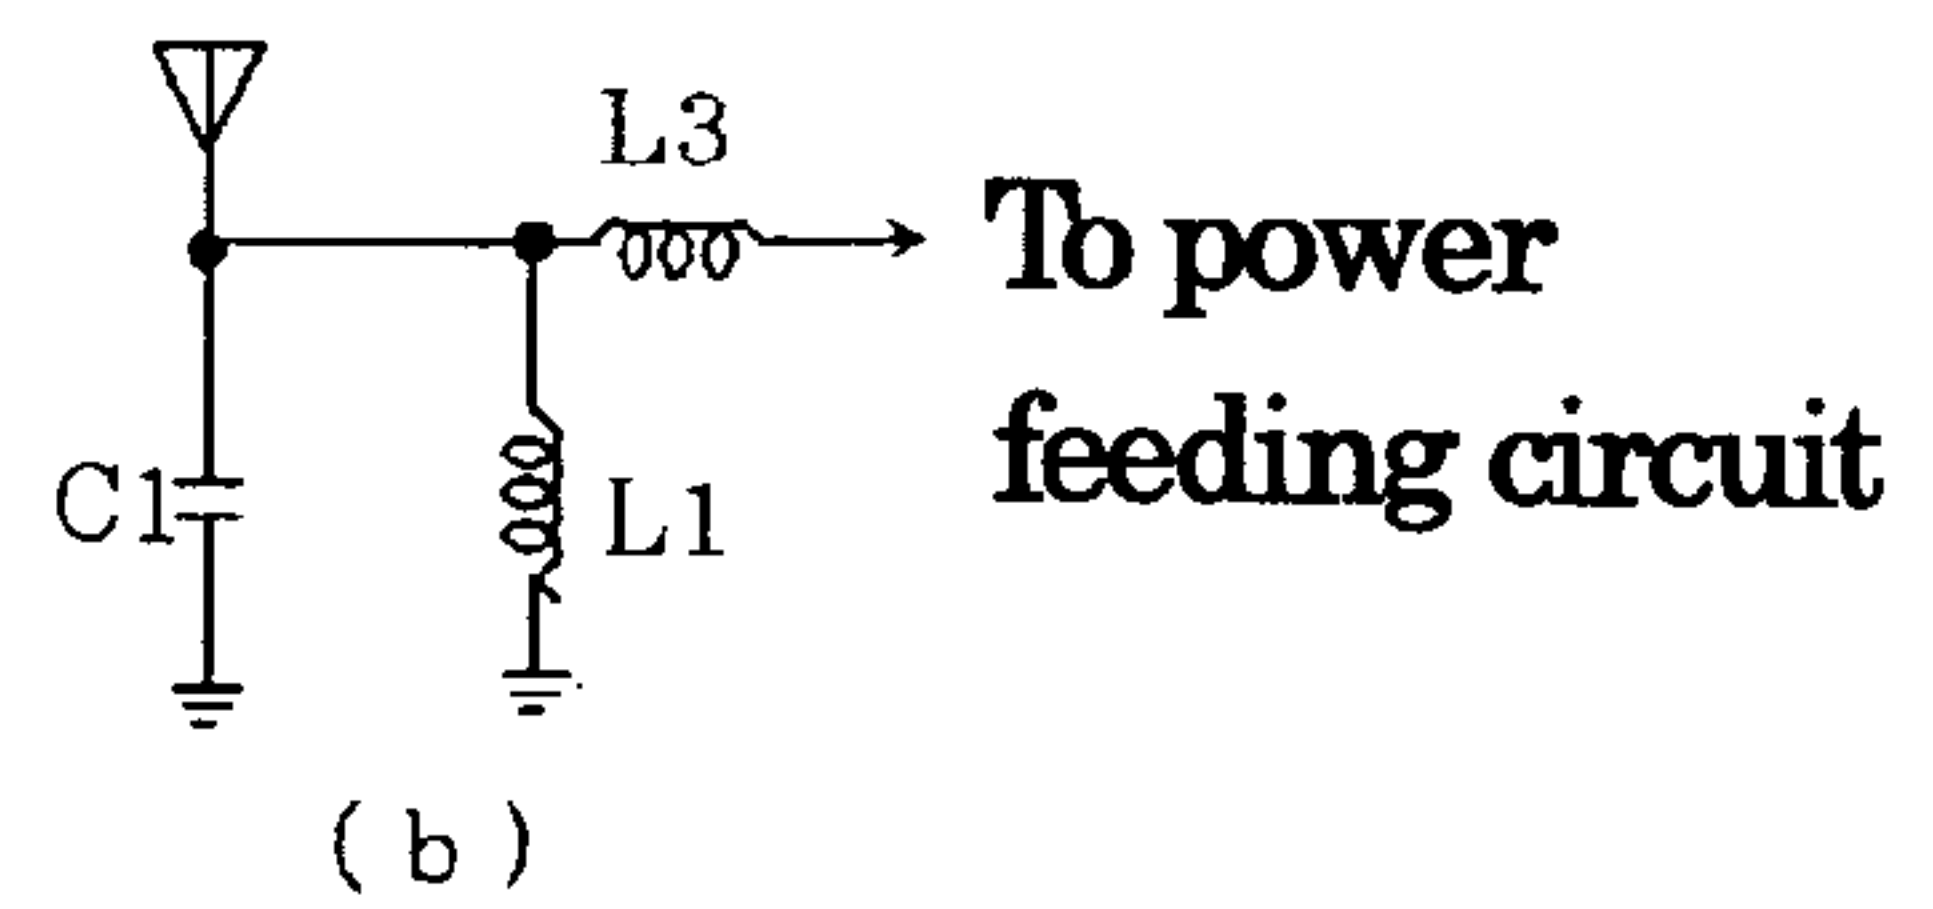 L3
To power
feeding circuit
C1
L1
( b )